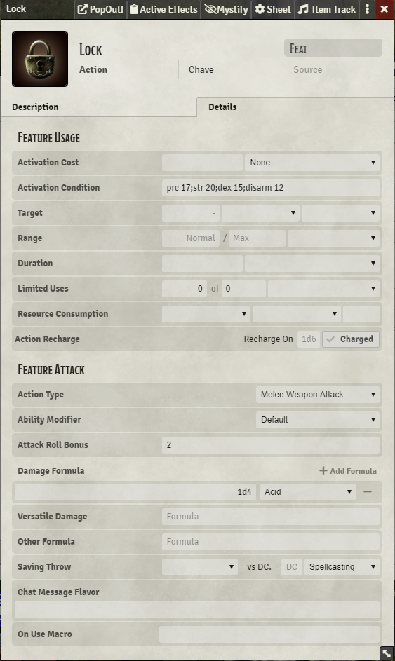 Lock PopOut! Active Effects Mystify Sheet Item Track
Lock Feat
Action Chave Source
Description Details
Feature Usage
Activation Cost None
Activation Condition pro 17;str 20;dex 15;disarm 12
Target -
Range Normal / Max
Duration
Limited Uses 0 of 0
Resource Consumption
Action Recharge Recharge On 1d6 Charged
Feature Attack
Action Type Melee Weapon Attack
Ability Modifier Default
Attack Roll Bonus 2
Damage Formula + Add Formula
1d4 Acid
Versatile Damage Formula
Other Formula Formula
Saving Throw vs DC. DC Spellcasting
Chat Message Flavor
On Use Macro